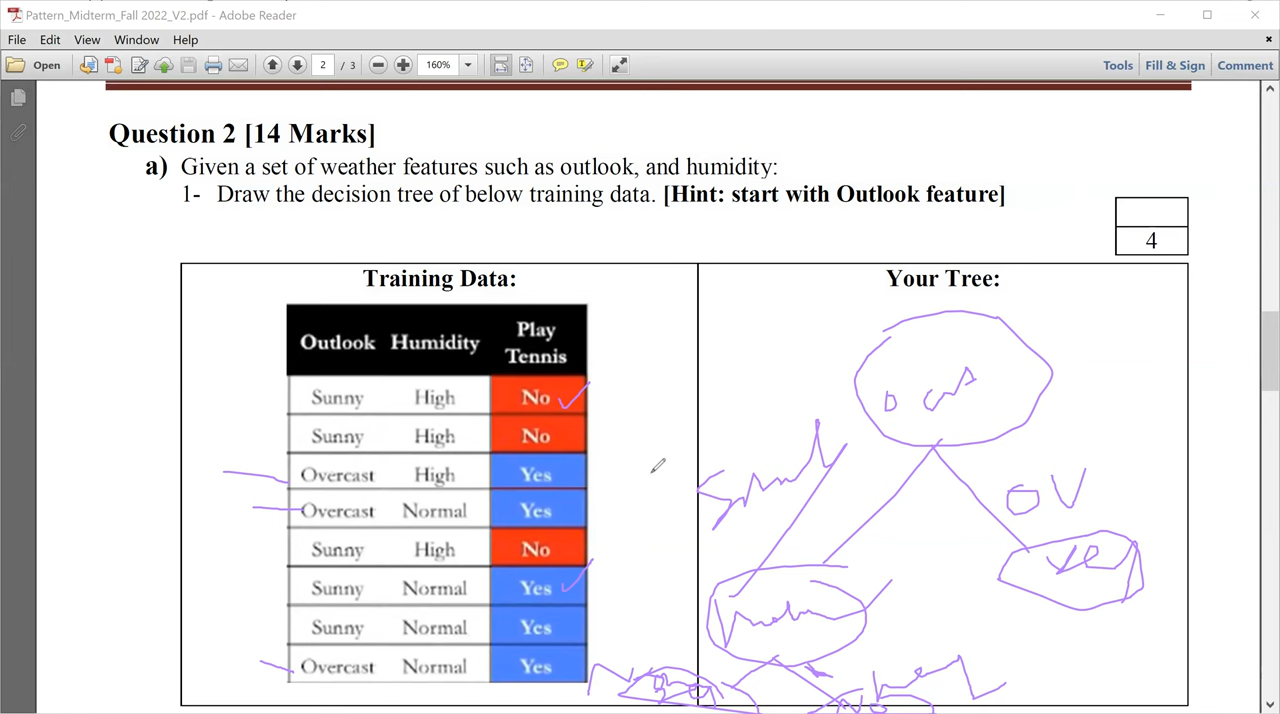 Pattern_Midterm_Fall 2022_V2.pdf - Adobe Reader
File Edit View Window Help
Open 2 / 3 160% Tools Fill & Sign Comment
Question 2 [14 Marks]
a) Given a set of weather features such as outlook, and humidity:
1- Draw the decision tree of below training data. [Hint: start with Outlook feature]
4
Training Data:
Outlook Humidity Play Tennis
Sunny High No
Sunny High No
Overcast High Yes
Overcast Normal Yes
Sunny High No
Sunny Normal Yes
Sunny Normal Yes
Overcast Normal Yes
Your Tree:
OV